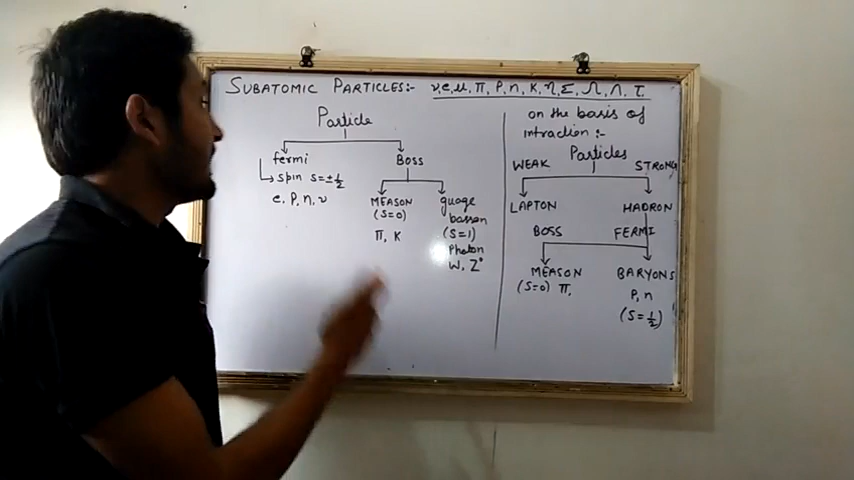 SUBATOMIC PARTICLES:- ν, e, μ, π, P, n, K, η, Σ, Ω, Λ, τ
Particle
fermi
Boss
spin s=±1/2
e, P, n, ν
MEASON
(S=0)
π, K
guage
basson
(S=1)
Photon
W, Z°
on the basis of
intraction :-
Particles
WEAK
STRONG
LAPTON
HADRON
BOSS
FERMI
MEASON
(S=0) π,
BARYONS
P, n
(S=1/2)